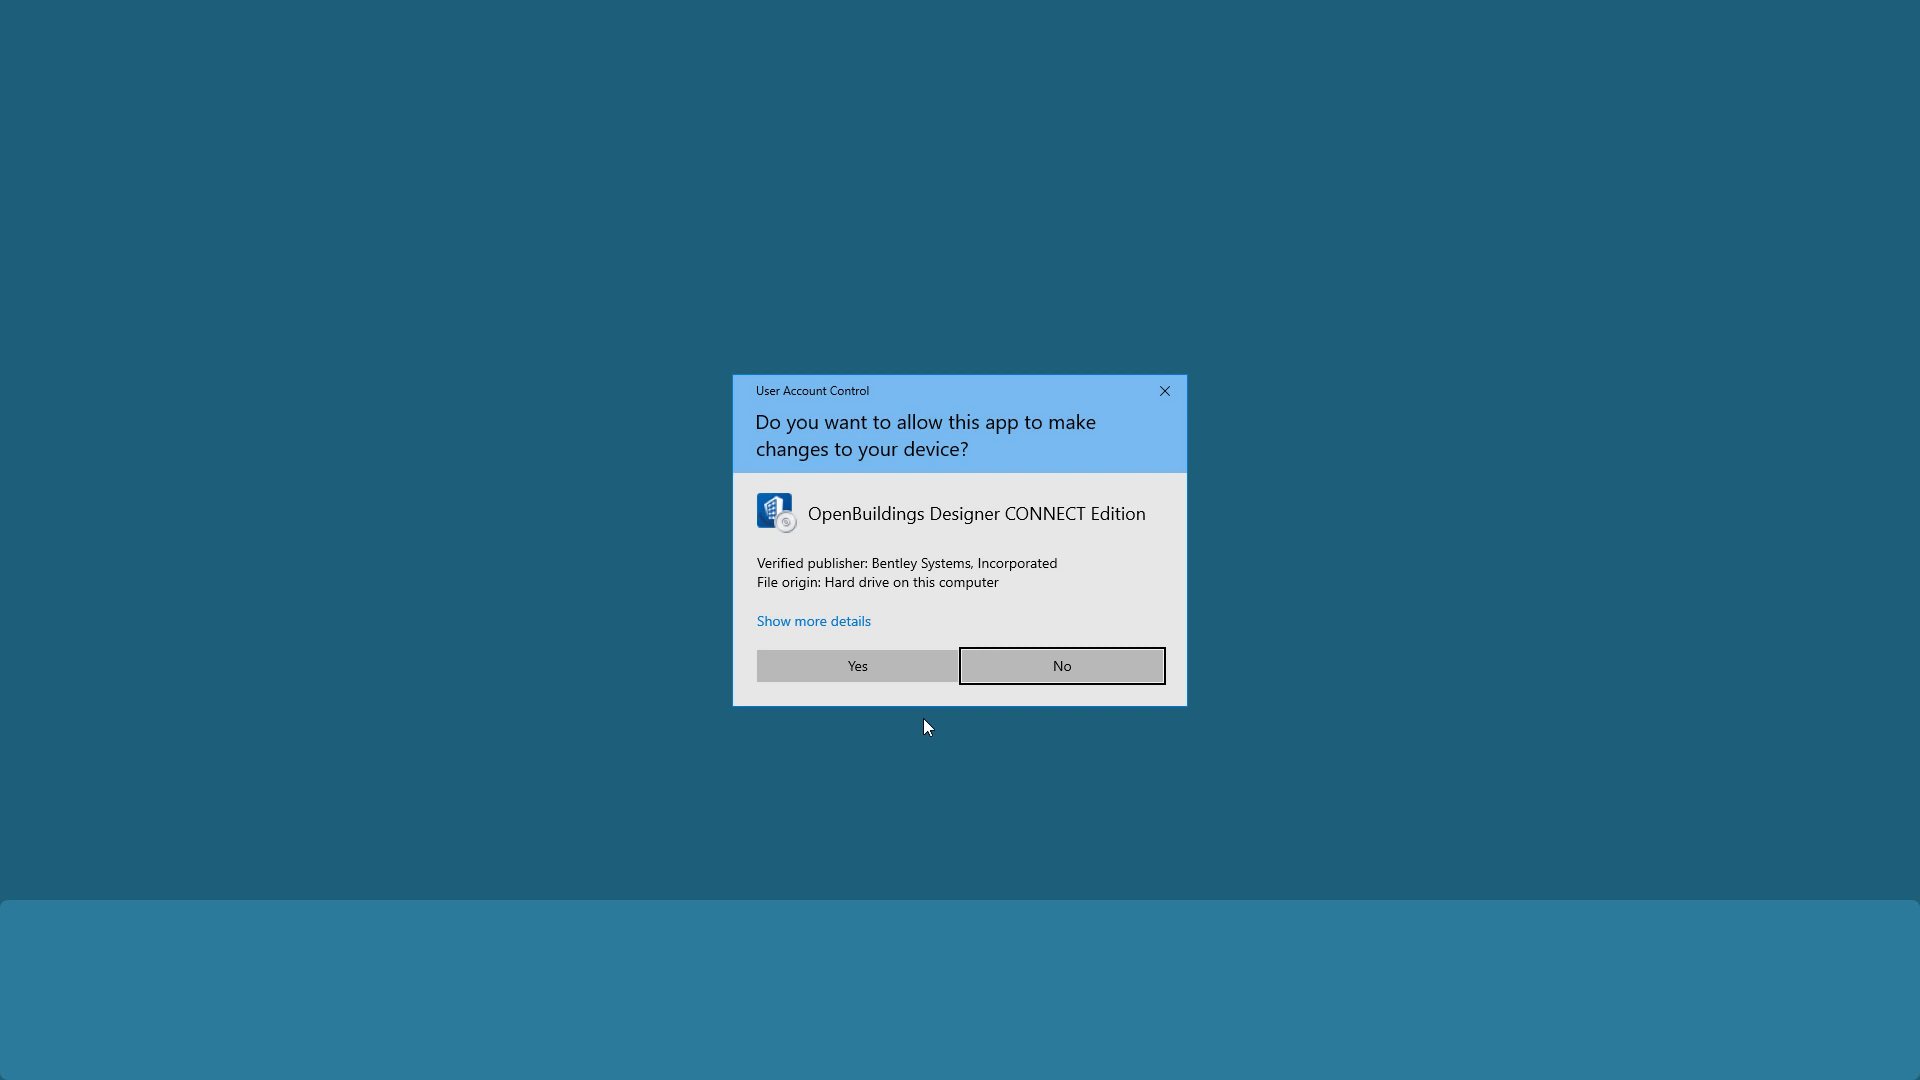 User Account Control
Do you want to allow this app to make
changes to your device?
OpenBuildings Designer CONNECT Edition
Verified publisher: Bentley Systems, Incorporated
File origin: Hard drive on this computer
Show more details
Yes
No